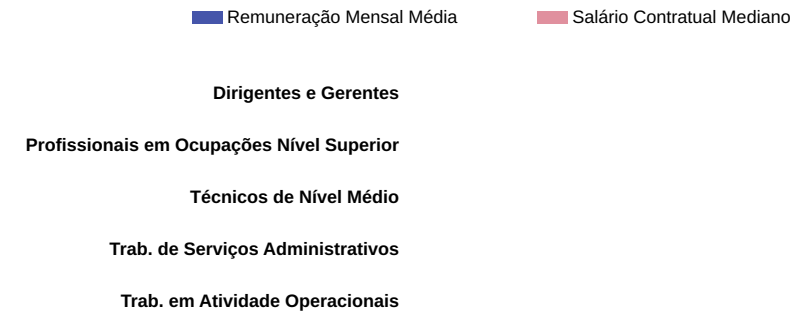 Remuneração Mensal Média Salário Contratual Mediano
Dirigentes e Gerentes
Profissionais em Ocupações Nível Superior
Técnicos de Nível Médio
Trab. de Serviços Administrativos
Trab. em Atividade Operacionais